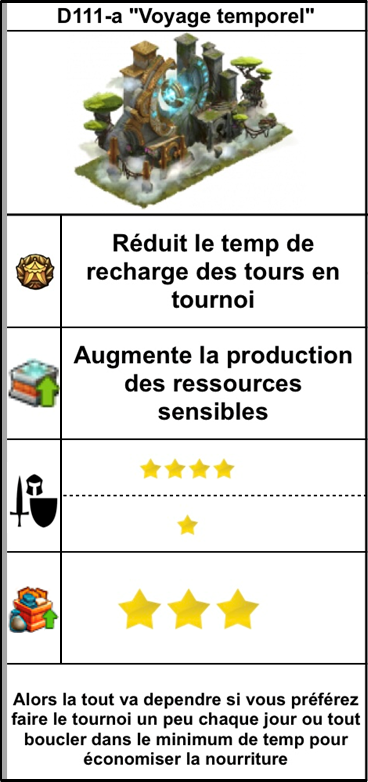 D111-a "Voyage temporel"
Réduit le temp de
recharge des tours en
tournoi
Augmente la production
des ressources
sensibles
Alors la tout va dependre si vous préférez
faire le tournoi un peu chaque jour ou tout
boucler dans le minimum de temp pour
économiser la nourriture